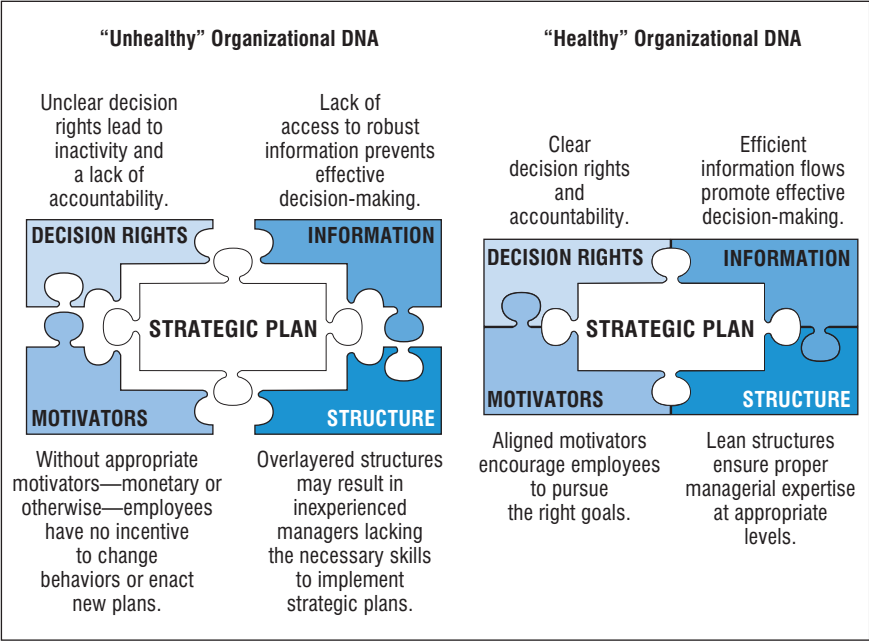 “Unhealthy” Organizational DNA
Unclear decision
rights lead to
inactivity and
a lack of
accountability.
Lack of
access to robust
information prevents
effective
decision-making.
DECISION RIGHTS
INFORMATION
STRATEGIC PLAN
MOTIVATORS
STRUCTURE
Without appropriate
motivators—monetary or
otherwise—employees
have no incentive
to change
behaviors or enact
new plans.
Overlayered structures
may result in
inexperienced
managers lacking
the necessary skills
to implement
strategic plans.
“Healthy” Organizational DNA
Clear
decision rights
and
accountability.
Efficient
information flows
promote effective
decision-making.
DECISION RIGHTS
INFORMATION
STRATEGIC PLAN
MOTIVATORS
STRUCTURE
Aligned motivators
encourage employees
to pursue
the right goals.
Lean structures
ensure proper
managerial expertise
at appropriate
levels.